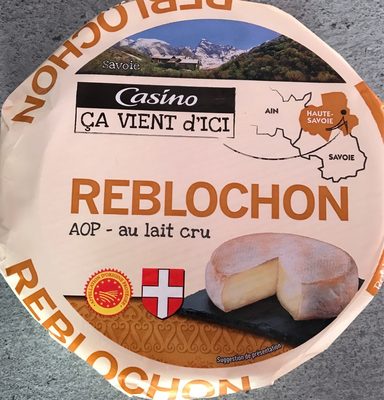 REBLOCHON
Savoie
Casino
ÇA VIENT d'ICI
AIN
HAUTE-
SAVOIE
SAVOIE
REBLOCHON
AOP - au lait cru
Suggestion de présentation
REBLOCHON